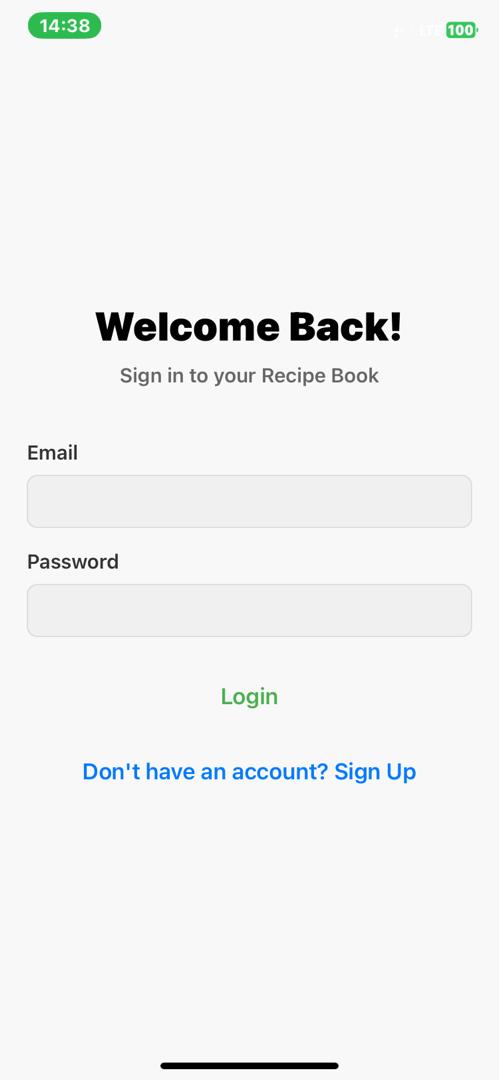 14:38
LTE 100
Welcome Back!
Sign in to your Recipe Book
Email
Password
Login
Don't have an account? Sign Up